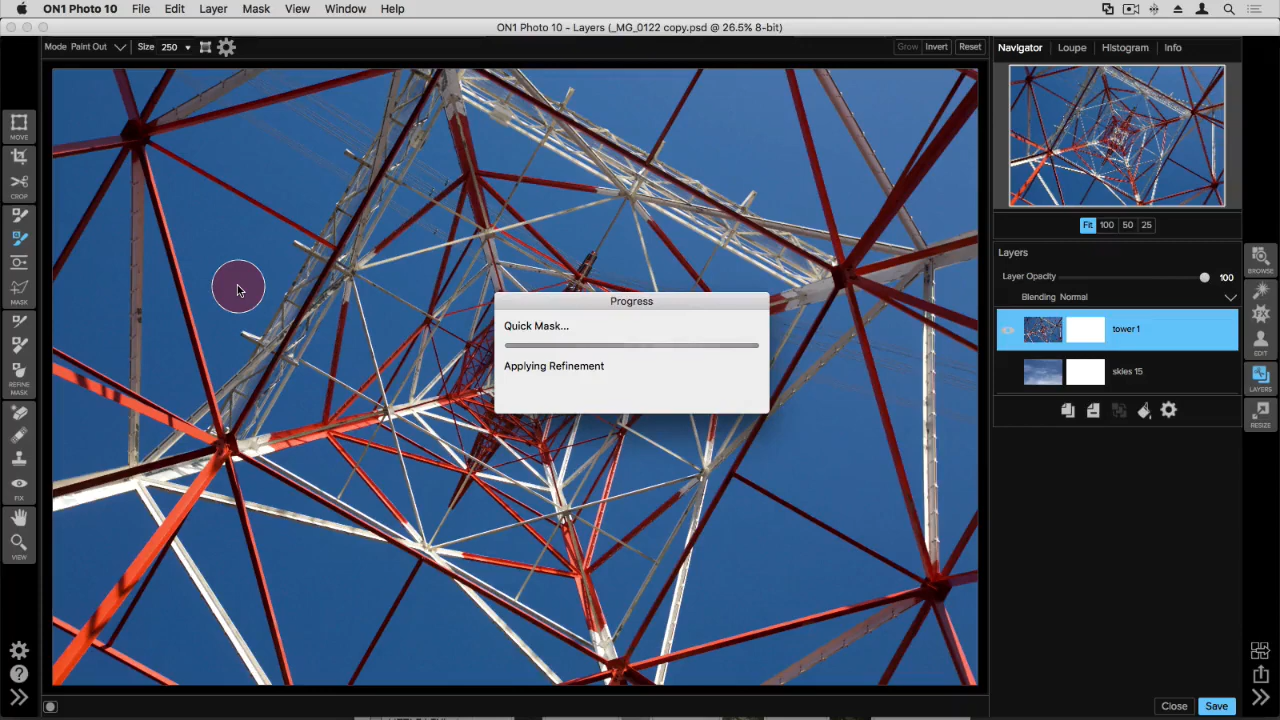 ON1 Photo 10 File Edit Layer Mask View Window Help
ON1 Photo 10 - Layers (_MG_0122 copy.psd @ 26.5% 8-bit)
Mode Paint Out Size 250 Grow Invert Reset
Navigator Loupe Histogram Info
MOVE
CROP
MASK
REFINE
MASK
FIX
VIEW
Progress
Quick Mask...
Applying Refinement
Fit 100 50 25
Layers
Layer Opacity 100
Blending Normal
tower 1
skies 15
BROWSE
FX
EDIT
LAYERS
RESIZE
Close Save